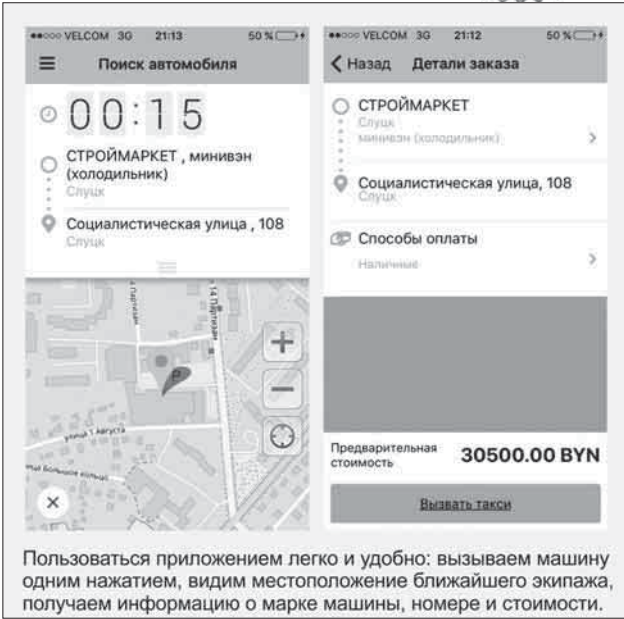 VELCOM 3G 21:13 50 %
Поиск автомобиля
00:15
СТРОЙМАРКЕТ , минивэн
(холодильник)
Слуцк
Социалистическая улица , 108
Слуцк
14 Партизан
улица 1 Августа
P
VELCOM 3G 21:12 50 %
Назад Детали заказа
СТРОЙМАРКЕТ
Слуцк
минивэн (холодильник)
Социалистическая улица, 108
Слуцк
Способы оплаты
Наличные
Предварительная
стоимость
30500.00 BYN
Вызвать такси
Пользоваться приложением легко и удобно: вызываем машину
одним нажатием, видим местоположение ближайшего экипажа,
получаем информацию о марке машины, номере и стоимости.